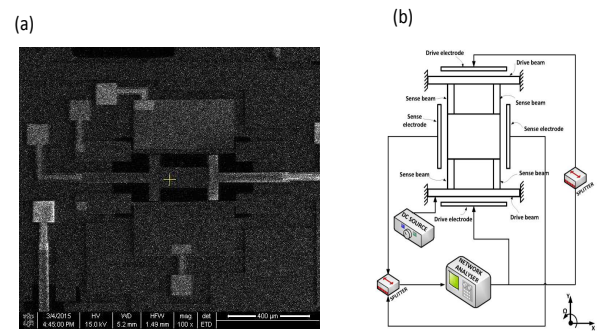 (a)
(b)
3/4/2015 HV WD HFW mag det
4:45:00 PM 15.0 kV 5.2 mm 1.49 mm 100 x ETD
400 µm
Drive electrode
Drive beam
Sense beam
Sense beam
Sense electrode
Sense electrode
Sense beam
Sense beam
Drive beam
Drive electrode
DC SOURCE
SPLITTER
SPLITTER
NETWORK ANALYSER
Y
X